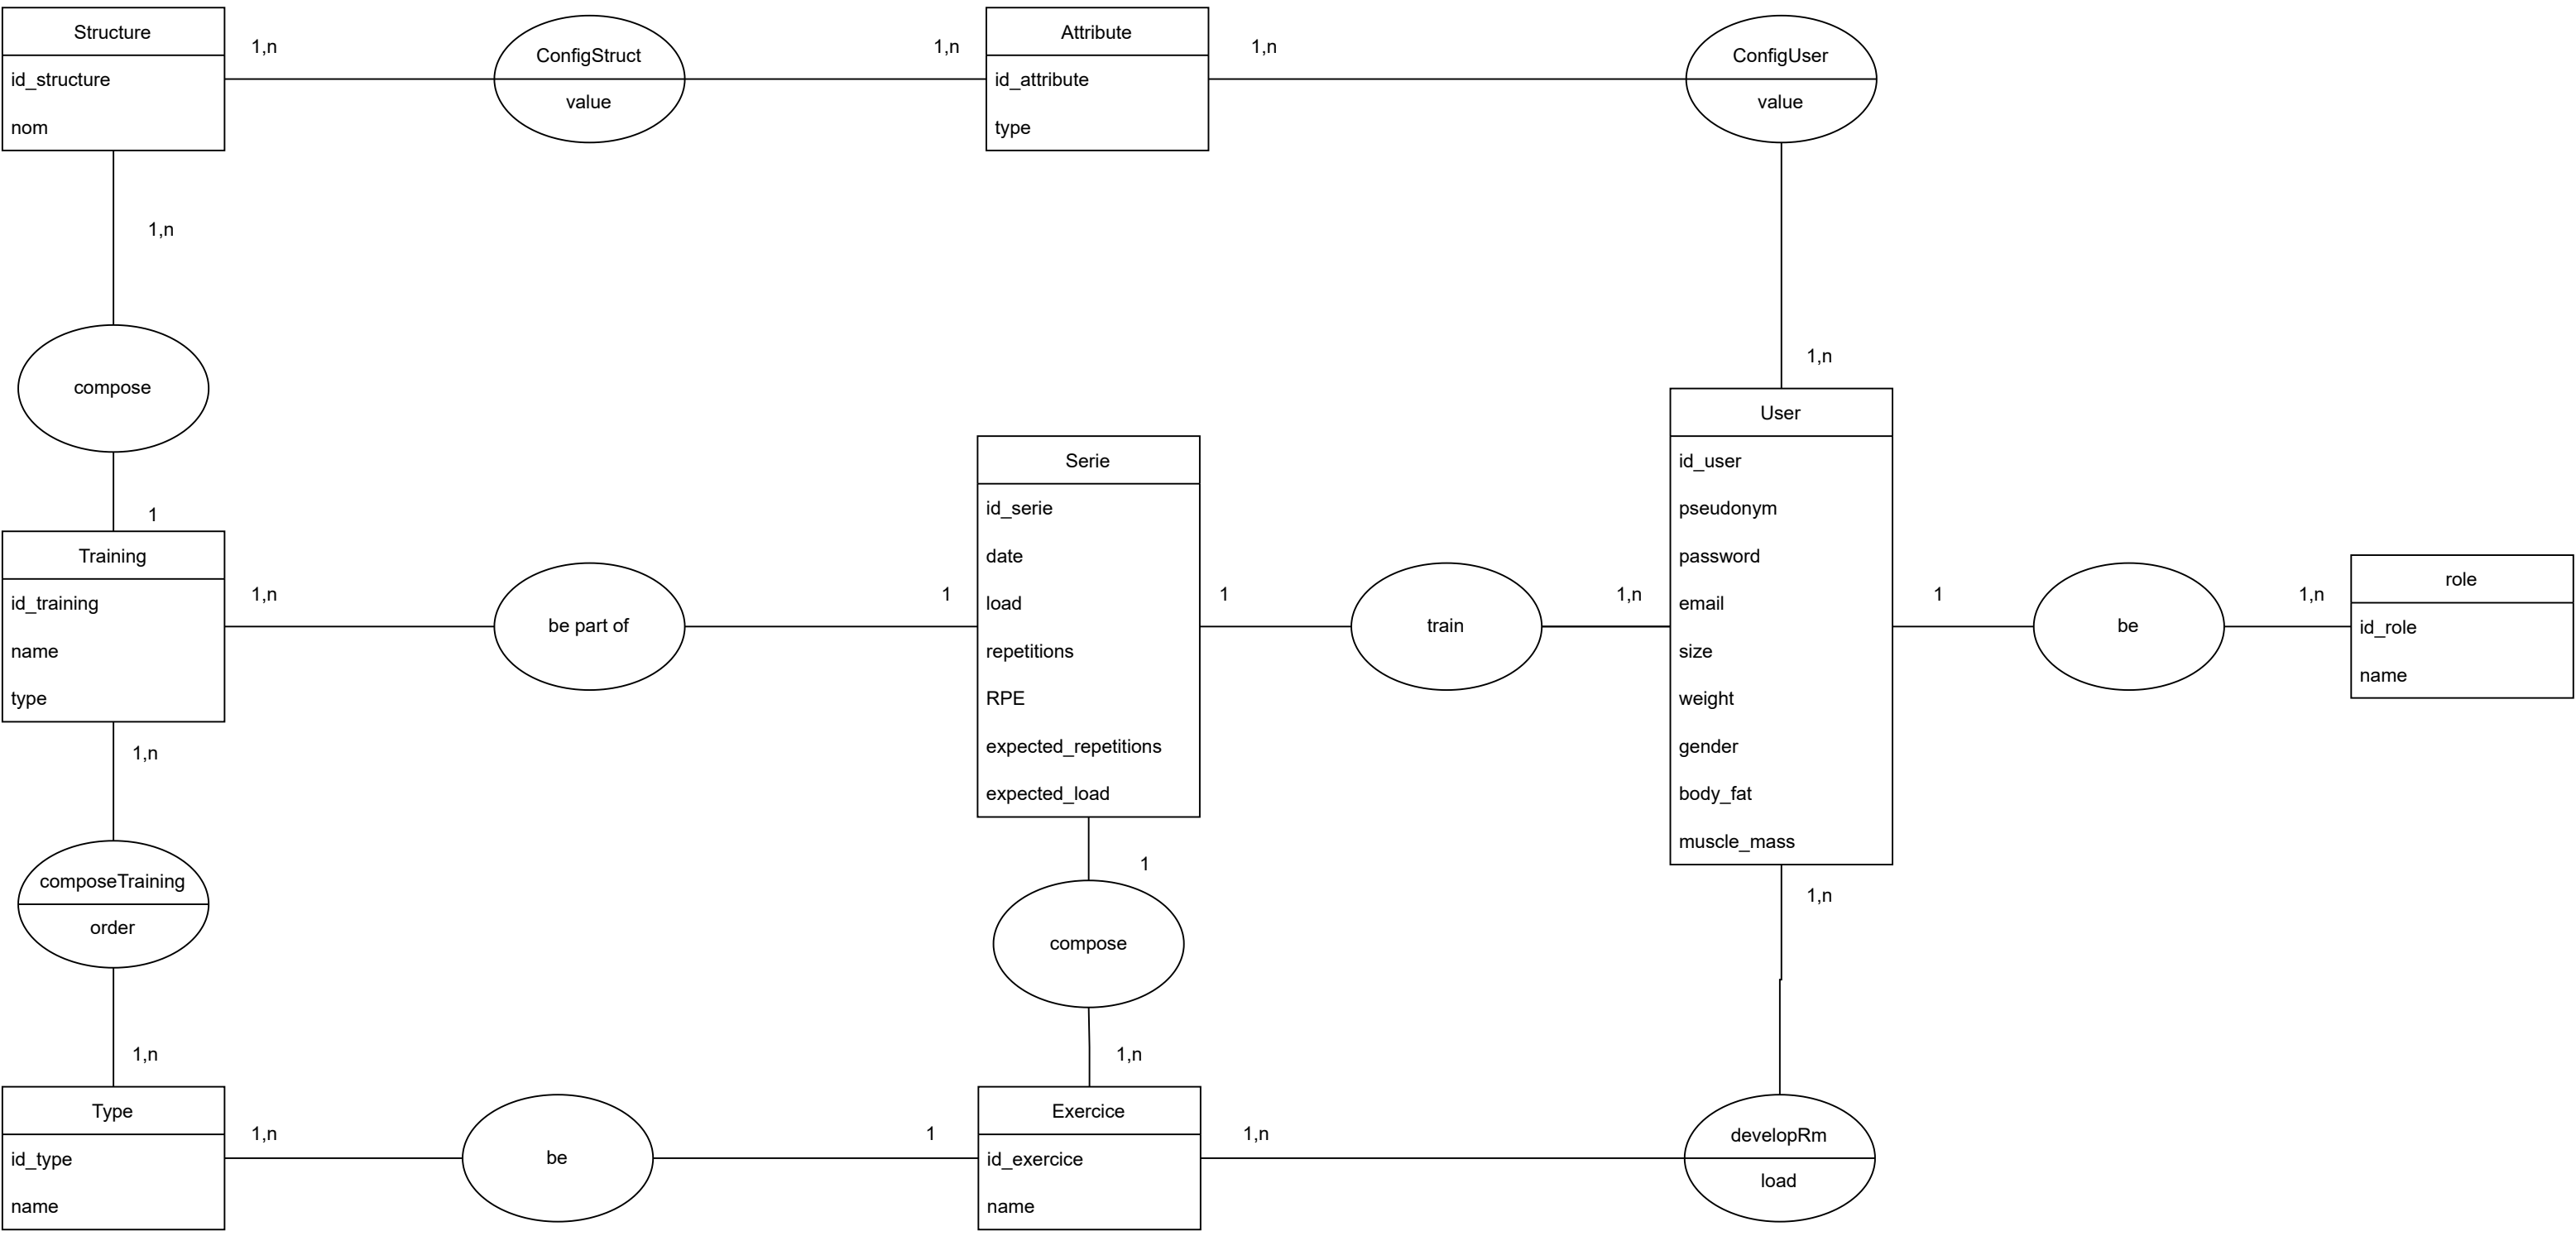 Structure
id_structure
nom
1,n
ConfigStruct
value
1,n
Attribute
id_attribute
type
1,n
ConfigUser
value
1,n
1,n
compose
1
Training
id_training
name
type
1,n
be part of
1
Serie
id_serie
date
load
repetitions
RPE
expected_repetitions
expected_load
1
train
1,n
User
id_user
pseudonym
password
email
size
weight
gender
body_fat
muscle_mass
1
be
1,n
role
id_role
name
1,n
composeTraining
order
1,n
1
compose
1,n
1,n
Type
id_type
name
1,n
be
1
Exercice
id_exercice
name
1,n
developRm
load